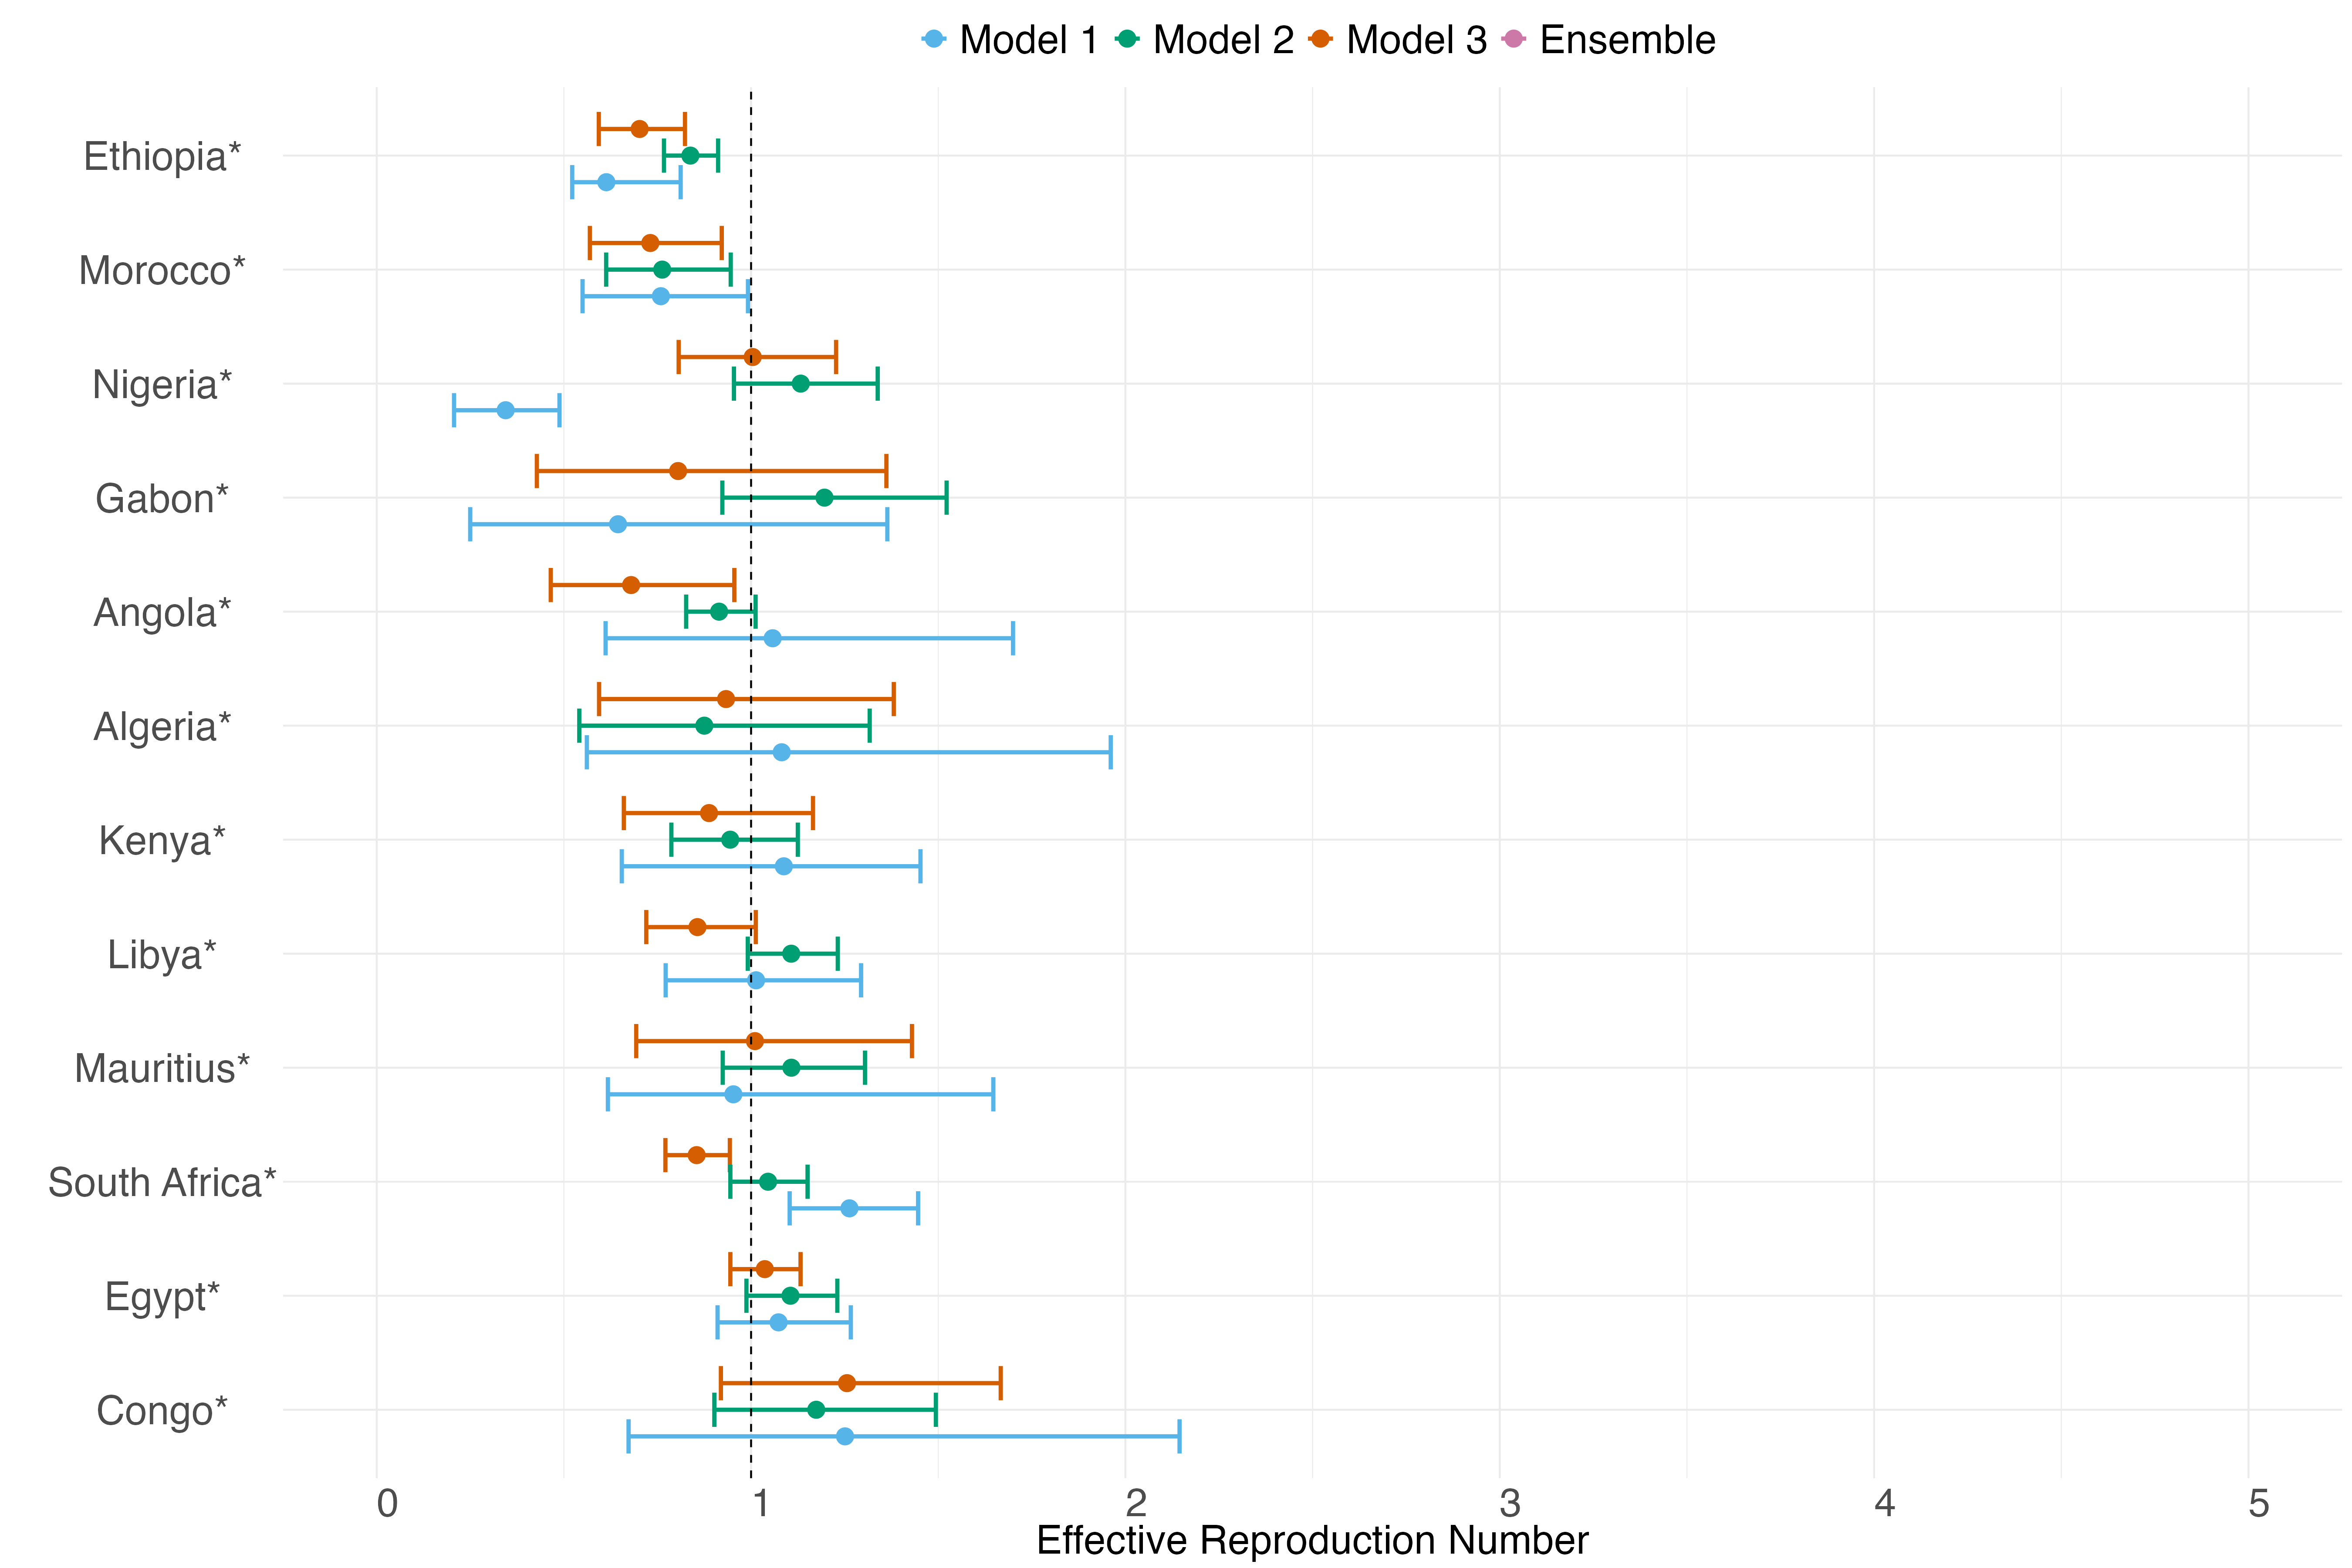 Model 1 Model 2 Model 3 Ensemble
Ethiopia*
Morocco*
Nigeria*
Gabon*
Angola*
Algeria*
Kenya*
Libya*
Mauritius*
South Africa*
Egypt*
Congo*
0 1 2 3 4 5
Effective Reproduction Number